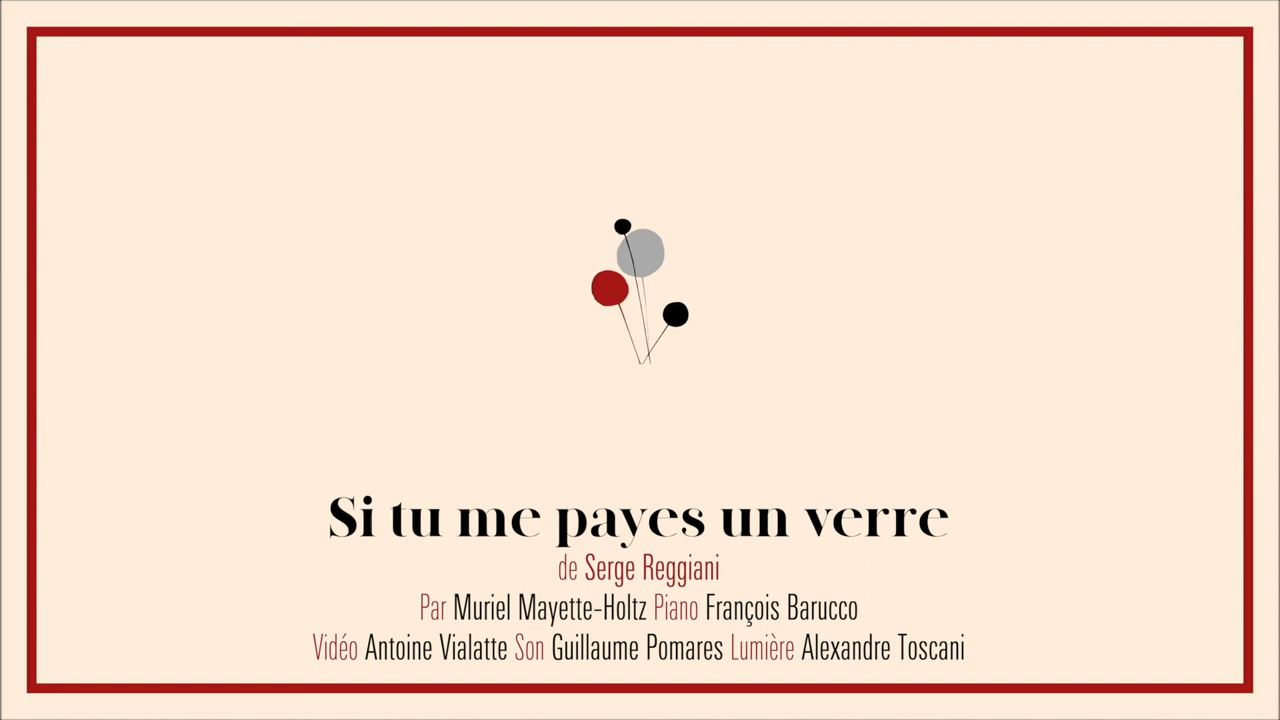 Si tu me payes un verre
de Serge Reggiani
Par Muriel Mayette-Holtz Piano François Barucco
Vidéo Antoine Vialatte Son Guillaume Pomares Lumière Alexandre Toscani